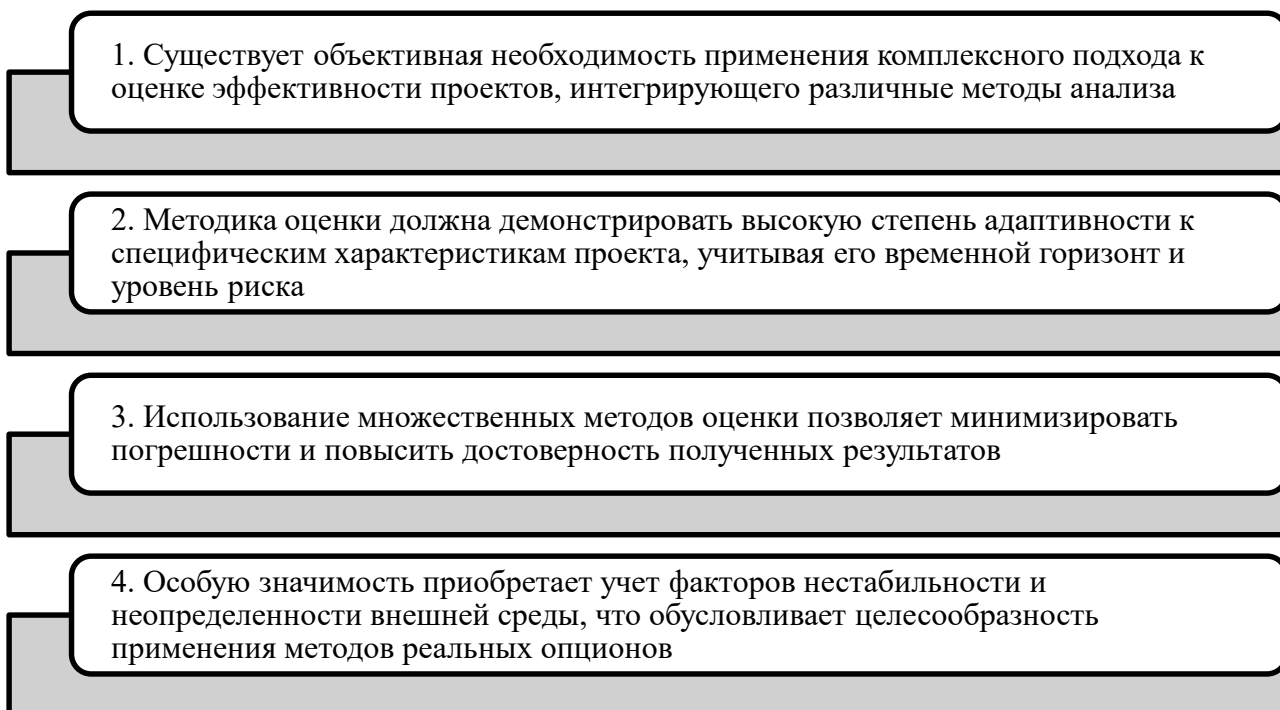 1. Существует объективная необходимость применения комплексного подхода к
оценке эффективности проектов, интегрирующего различные методы анализа
2. Методика оценки должна демонстрировать высокую степень адаптивности к
специфическим характеристикам проекта, учитывая его временной горизонт и
уровень риска
3. Использование множественных методов оценки позволяет минимизировать
погрешности и повысить достоверность полученных результатов
4. Особую значимость приобретает учет факторов нестабильности и
неопределенности внешней среды, что обусловливает целесообразность
применения методов реальных опционов